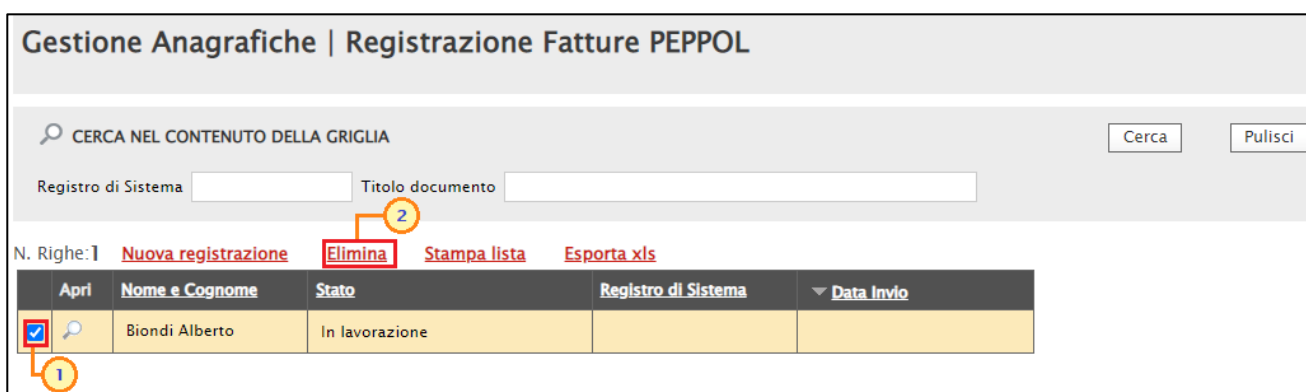 Gestione Anagrafiche | Registrazione Fatture PEPPOL
CERCA NEL CONTENUTO DELLA GRIGLIA Cerca Pulisci
Registro di Sistema Titolo documento
2
N. Righe:1 Nuova registrazione Elimina Stampa lista Esporta xls
Apri Nome e Cognome Stato Registro di Sistema Data Invio
Biondi Alberto In lavorazione
1